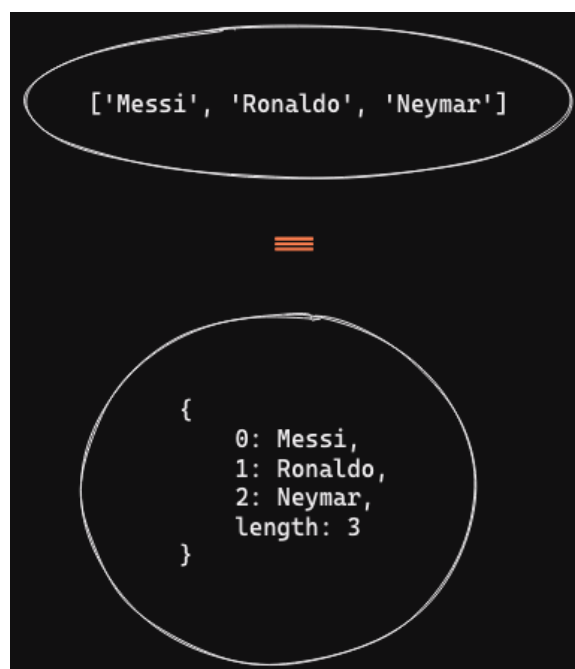 ['Messi', 'Ronaldo', 'Neymar']
≡
{
0: Messi,
1: Ronaldo,
2: Neymar,
length: 3
}